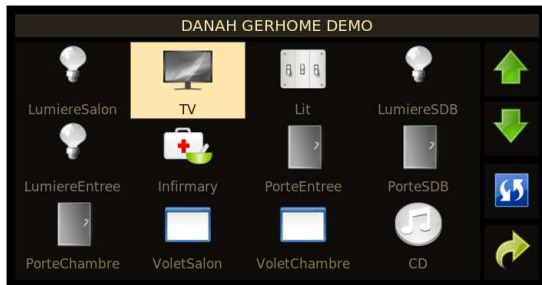 DANAH GERHOME DEMO
LumiereSalon TV Lit LumiereSDB
LumiereEntree Infirmary PorteEntree PorteSDB
PorteChambre VoletSalon VoletChambre CD